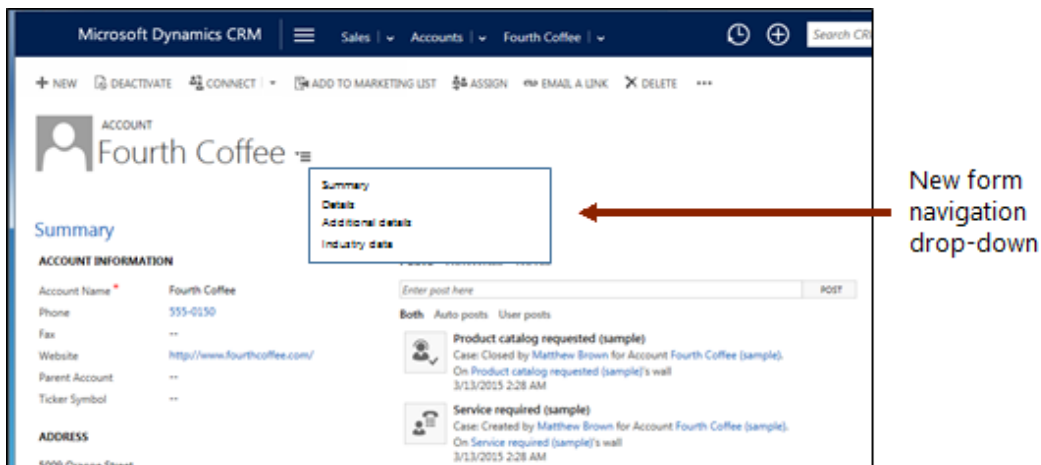 Microsoft Dynamics CRM Sales Accounts Fourth Coffee Search CR
NEW DEACTIVATE CONNECT ADD TO MARKETING LIST ASSIGN EMAIL A LINK DELETE •••
ACCOUNT
Fourth Coffee
Summary
Details
Additional details
Industry data
New form
navigation
drop-down
Summary
ACCOUNT INFORMATION
Account Name * Fourth Coffee
Phone 555-0150
Fax --
Website http://www.fourthcoffee.com/
Parent Account --
Ticker Symbol --
ADDRESS
Enter post here POST
Both Auto posts User posts
Product catalog requested (sample)
Case: Closed by Matthew Brown for Account Fourth Coffee (sample).
On Product catalog requested (sample)'s wall
3/13/2015 2:28 AM
Service required (sample)
Case: Created by Matthew Brown for Account Fourth Coffee (sample).
On Service required (sample)'s wall
3/13/2015 2:28 AM